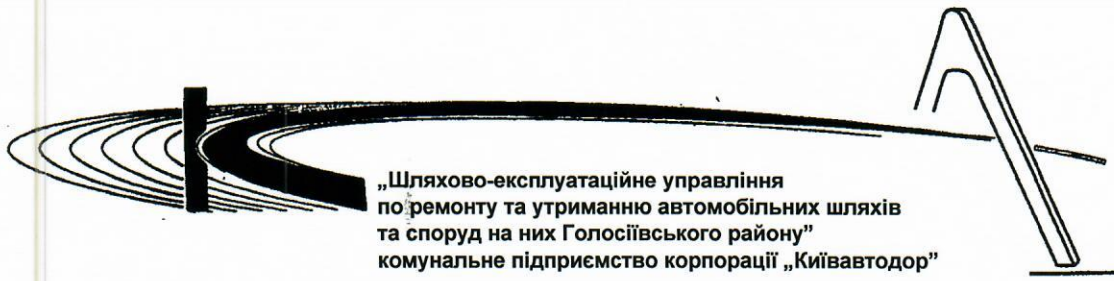 „Шляхово-експлуатаційне управління
по ремонту та утриманню автомобільних шляхів
та споруд на них Голосіївського району”
комунальне підприємство корпорації „Київавтодор”